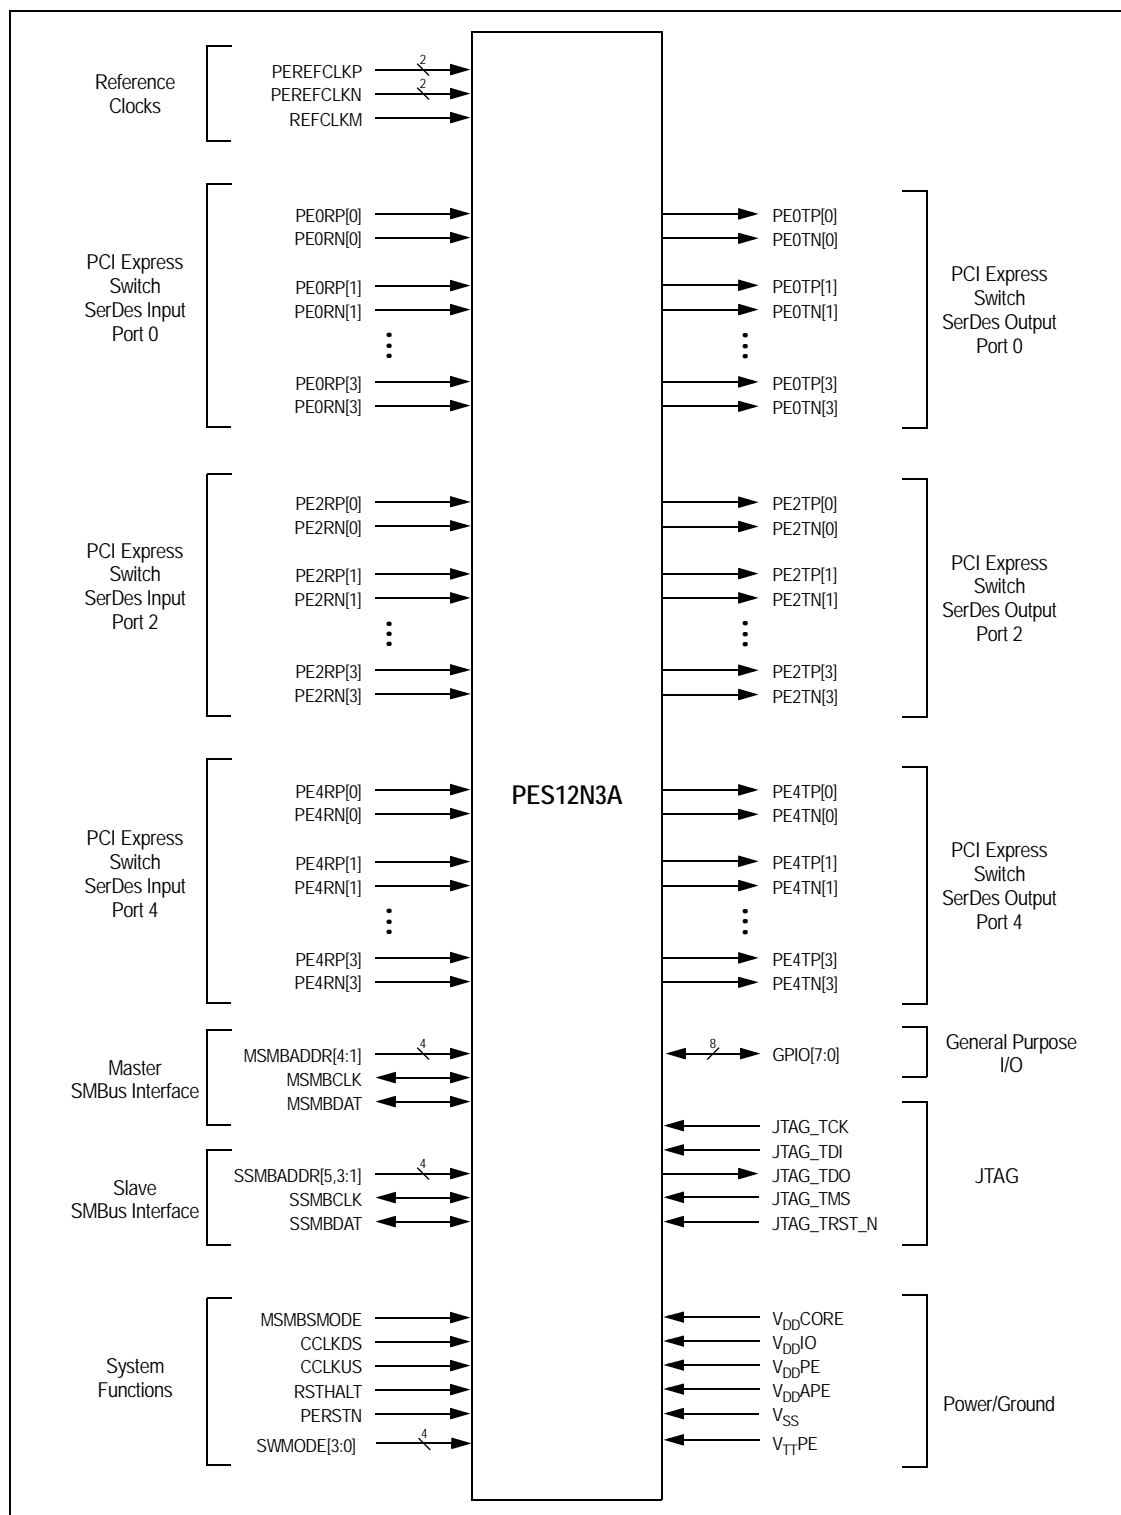 Reference
Clocks
PEREFCLKP
2
PEREFCLKN
2
REFCLKM
PCI Express
Switch
SerDes Input
Port 0
PE0RP[0]
PE0RN[0]
PE0RP[1]
PE0RN[1]
PE0RP[3]
PE0RN[3]
PCI Express
Switch
SerDes Input
Port 2
PE2RP[0]
PE2RN[0]
PE2RP[1]
PE2RN[1]
PE2RP[3]
PE2RN[3]
PCI Express
Switch
SerDes Input
Port 4
PE4RP[0]
PE4RN[0]
PE4RP[1]
PE4RN[1]
PE4RP[3]
PE4RN[3]
Master
SMBus Interface
MSMBADDR[4:1]
4
MSMBCLK
MSMBDAT
Slave
SMBus Interface
SSMBADDR[5,3:1]
4
SSMBCLK
SSMBDAT
System
Functions
MSMBSMODE
CCLKDS
CCLKUS
RSTHALT
PERSTN
SWMODE[3:0]
4
PES12N3A
PE0TP[0]
PE0TN[0]
PE0TP[1]
PE0TN[1]
PE0TP[3]
PE0TN[3]
PCI Express
Switch
SerDes Output
Port 0
PE2TP[0]
PE2TN[0]
PE2TP[1]
PE2TN[1]
PE2TP[3]
PE2TN[3]
PCI Express
Switch
SerDes Output
Port 2
PE4TP[0]
PE4TN[0]
PE4TP[1]
PE4TN[1]
PE4TP[3]
PE4TN[3]
PCI Express
Switch
SerDes Output
Port 4
8
GPIO[7:0]
General Purpose
I/O
JTAG_TCK
JTAG_TDI
JTAG_TDO
JTAG_TMS
JTAG_TRST_N
JTAG
VDDCORE
VDDIO
VDDPE
VDDAPE
VSS
VTTPE
Power/Ground